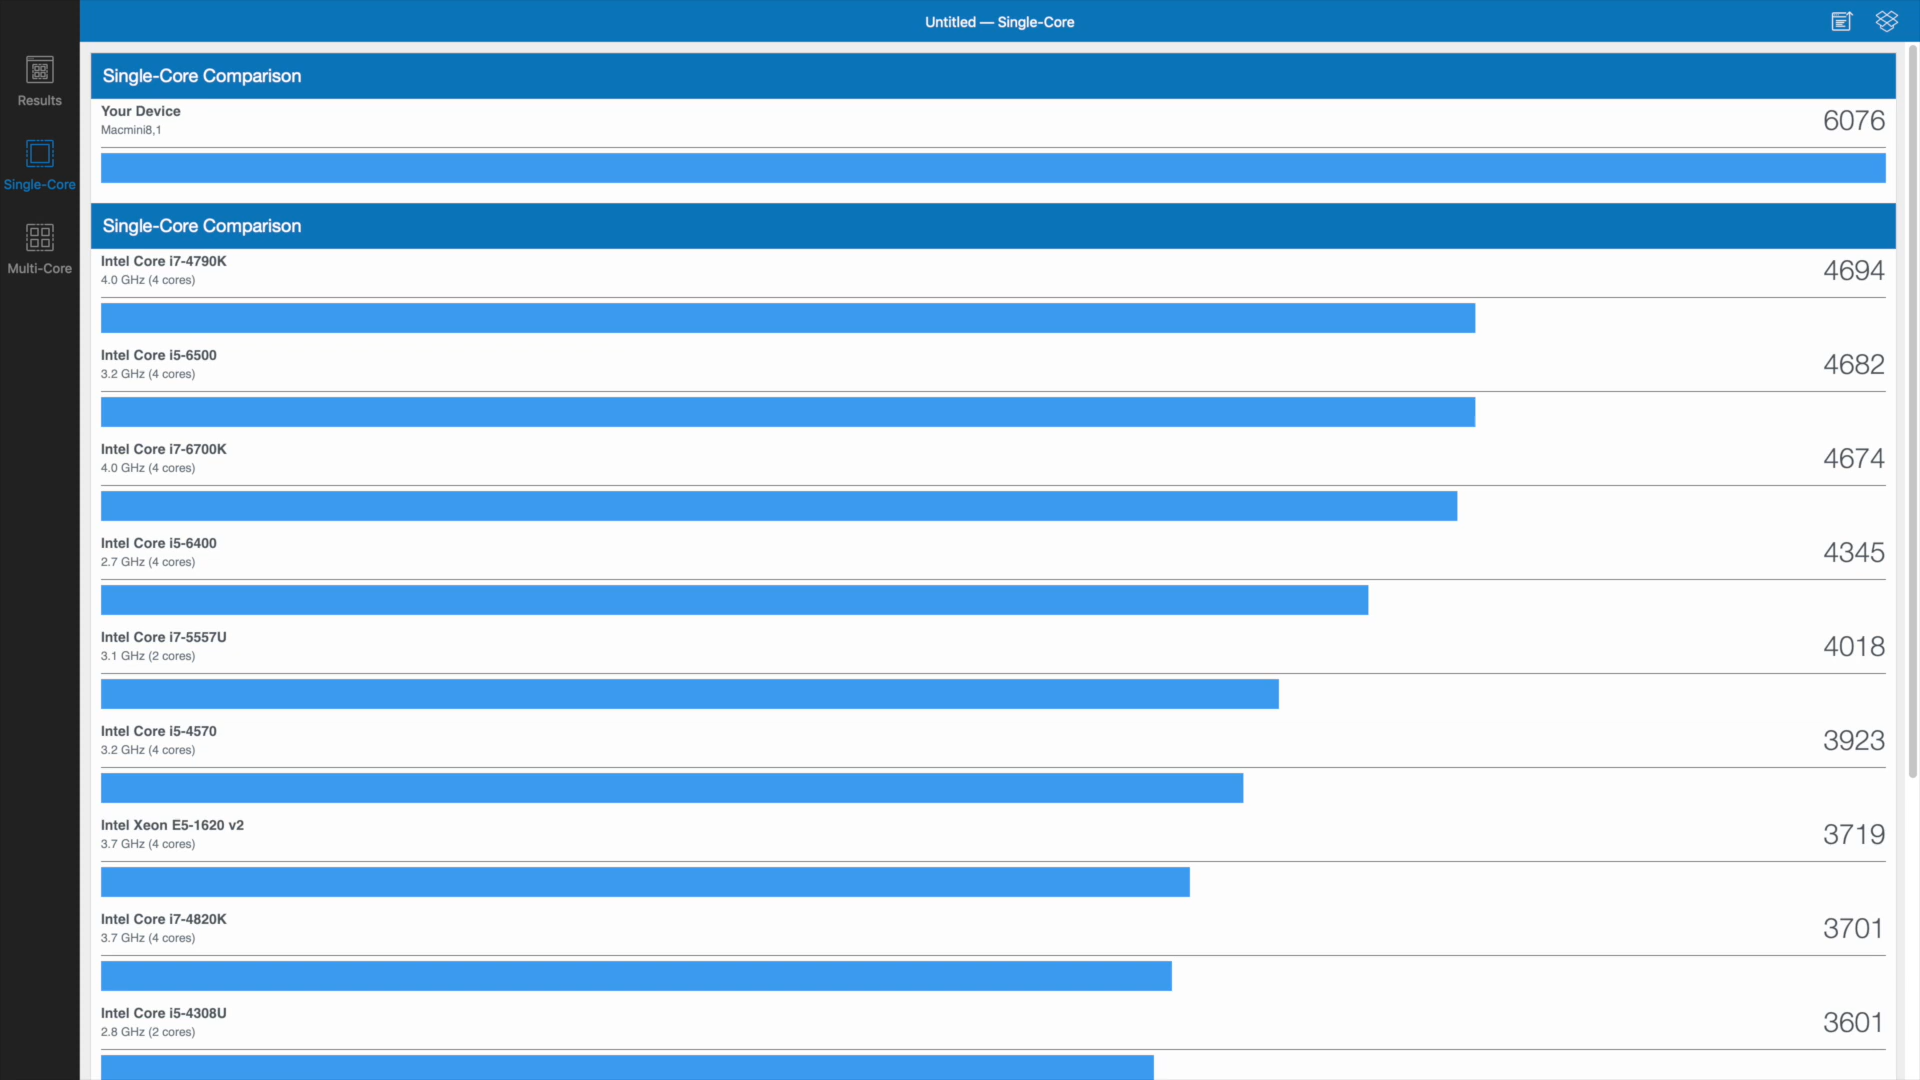 Untitled — Single-Core
Results
Single-Core
Multi-Core
Single-Core Comparison
Your Device
Macmini8,1
6076
Single-Core Comparison
Intel Core i7-4790K
4.0 GHz (4 cores)
4694
Intel Core i5-6500
3.2 GHz (4 cores)
4682
Intel Core i7-6700K
4.0 GHz (4 cores)
4674
Intel Core i5-6400
2.7 GHz (4 cores)
4345
Intel Core i7-5557U
3.1 GHz (2 cores)
4018
Intel Core i5-4570
3.2 GHz (4 cores)
3923
Intel Xeon E5-1620 v2
3.7 GHz (4 cores)
3719
Intel Core i7-4820K
3.7 GHz (4 cores)
3701
Intel Core i5-4308U
2.8 GHz (2 cores)
3601